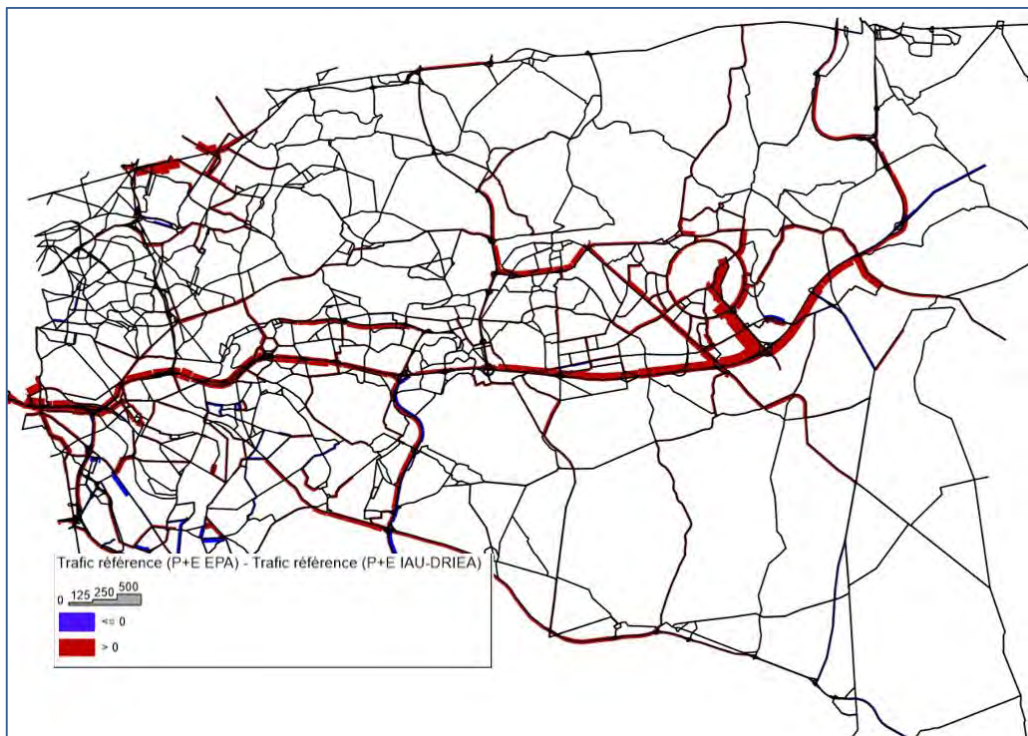 Trafic référence (P+E EPA) - Trafic référence (P+E IAU-DRIEA)
0 125 250 500
<= 0
> 0